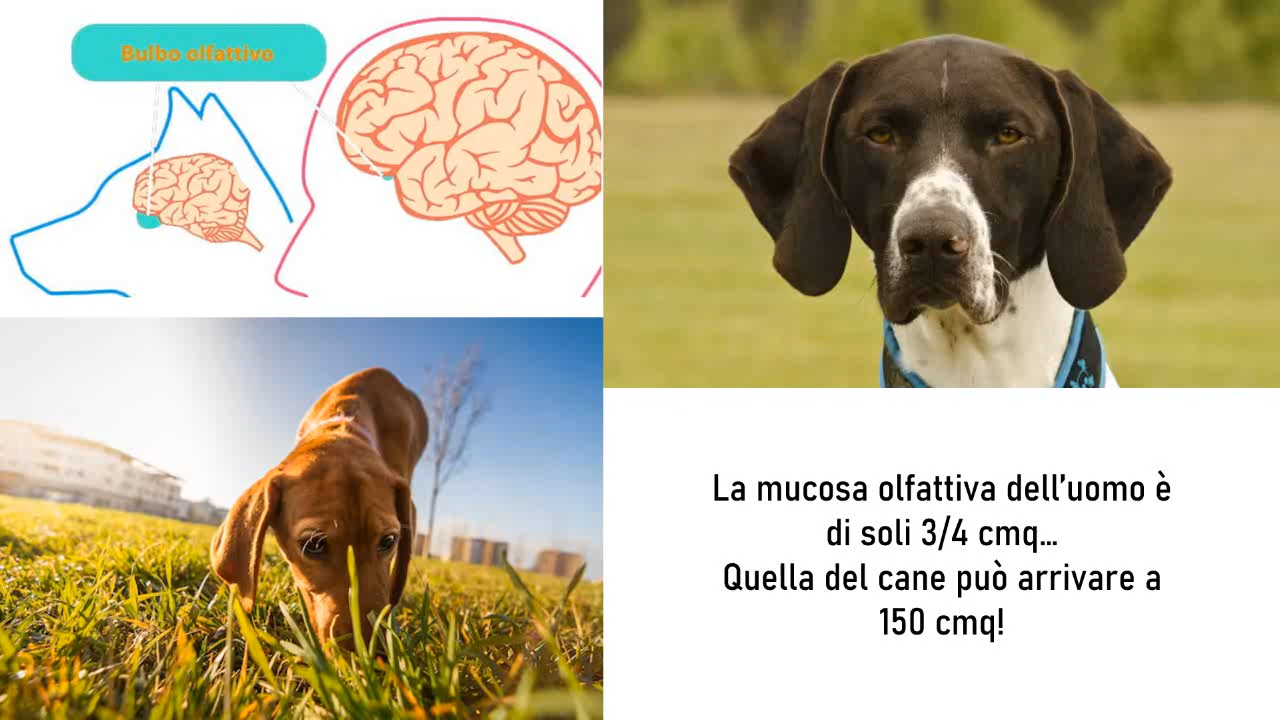 Bulbo olfattivo
La mucosa olfattiva dell’uomo è
di soli 3/4 cmq...
Quella del cane può arrivare a
150 cmq!